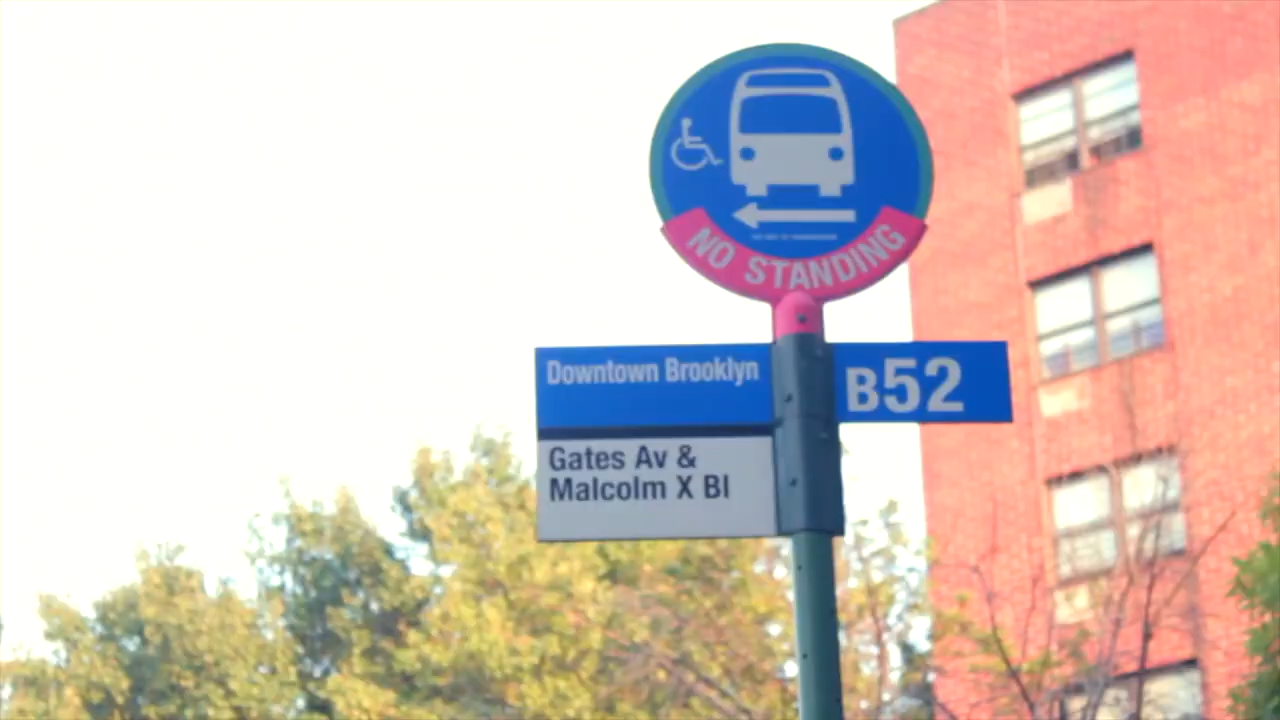 NO STANDING
Downtown Brooklyn
B52
Gates Av &
Malcolm X Bl